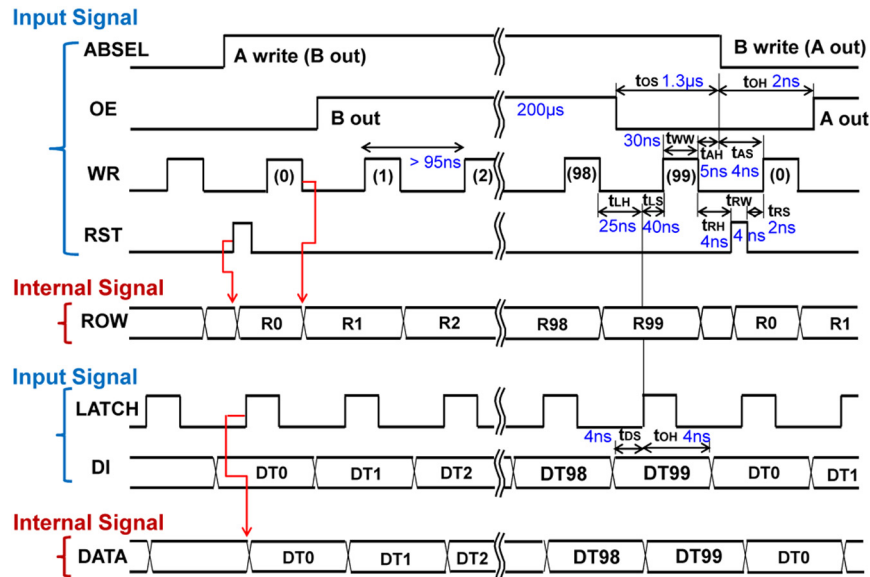 Input Signal
ABSEL
A write (B out)
B write (A out)
OE
B out
200μs
tOS 1.3μs
tOH 2ns
A out
WR
(0)
(1)
> 95ns
(2)
(98)
30ns
tWW
(99)
tAH
5ns
tAS
4ns
(0)
RST
tLH
25ns
tLS
40ns
tRH
4ns
tRW
4 ns
tRS
2ns
Internal Signal
ROW
R0
R1
R2
R98
R99
R0
R1
Input Signal
LATCH
4ns
tDS
tOH
4ns
DI
DT0
DT1
DT2
DT98
DT99
DT0
DT1
Internal Signal
DATA
DT0
DT1
DT2
DT98
DT99
DT0